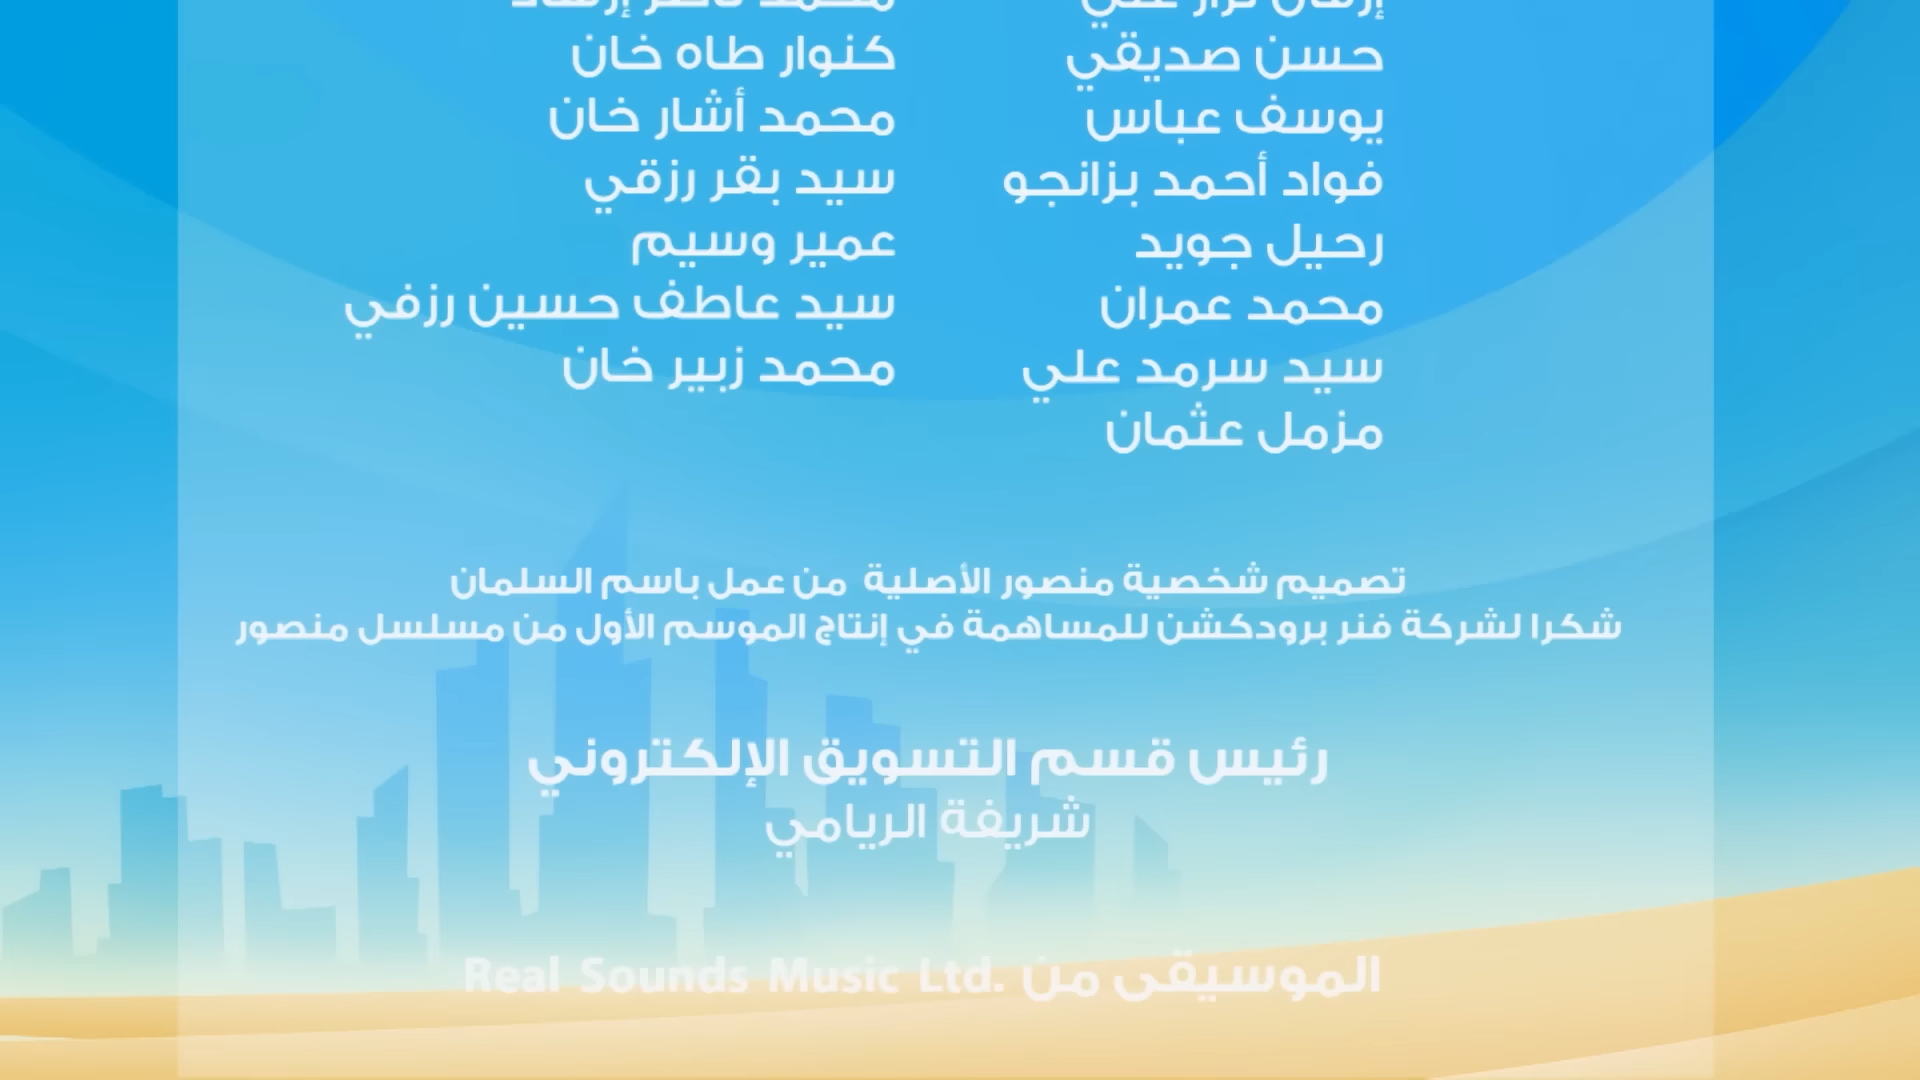 حسن صديقي
كنوار طاه خان
يوسف عباس
محمد أشار خان
فواد أحمد بزانجو
سيد بقر رزقي
رحيل جويد
عمير وسيم
محمد عمران
سيد عاطف حسين رزفي
سيد سرمد علي
محمد زبير خان
مزمل عثمان
تصميم شخصية منصور الأصلية من عمل باسم السلمان
شكرا لشركة فنر برودكشن للمساهمة في إنتاج الموسم الأول من مسلسل منصور
رئيس قسم التسويق الإلكتروني
شريفة الريامي
الموسيقى من Real Sounds Music Ltd.